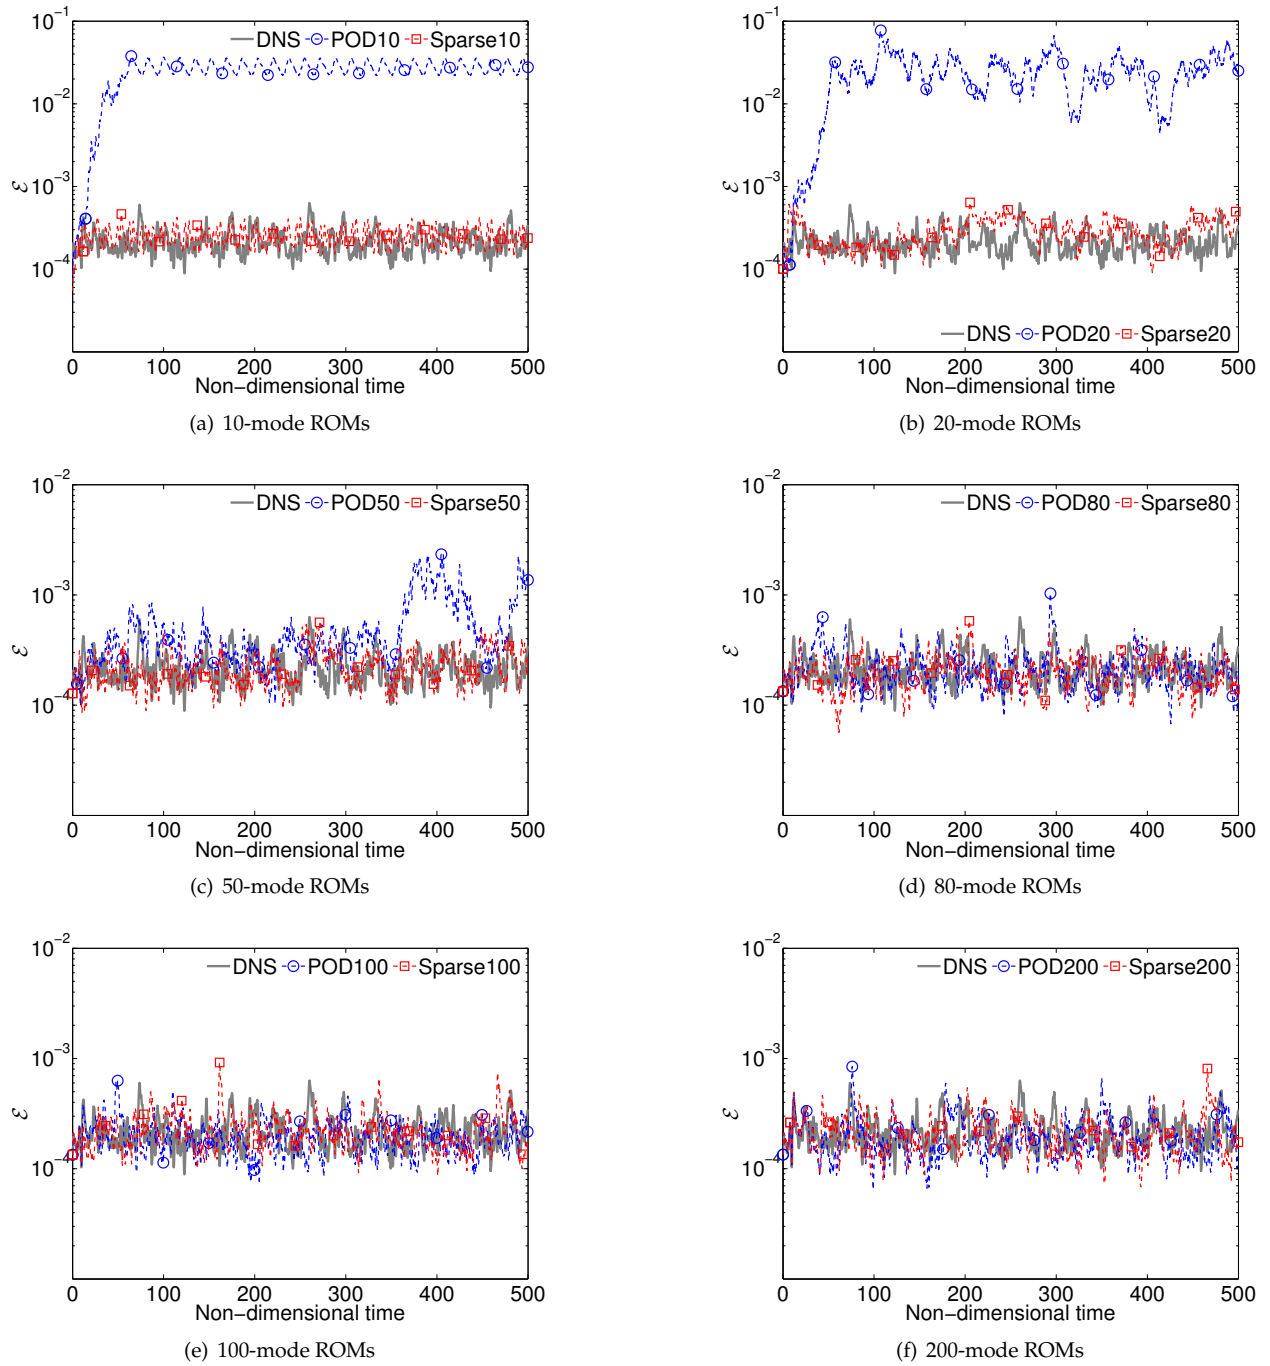 10⁻¹
DNS POD10 Sparse10
10⁻²
10⁻³
ℰ
10⁻⁴
0 100 200 300 400 500
Non−dimensional time
(a) 10-mode ROMs
10⁻¹
10⁻²
10⁻³
ℰ
10⁻⁴
DNS POD20 Sparse20
0 100 200 300 400 500
Non−dimensional time
(b) 20-mode ROMs
10⁻²
DNS POD50 Sparse50
10⁻³
ℰ
10⁻⁴
0 100 200 300 400 500
Non−dimensional time
(c) 50-mode ROMs
10⁻²
DNS POD80 Sparse80
10⁻³
ℰ
10⁻⁴
0 100 200 300 400 500
Non−dimensional time
(d) 80-mode ROMs
10⁻²
DNS POD100 Sparse100
10⁻³
ℰ
10⁻⁴
0 100 200 300 400 500
Non−dimensional time
(e) 100-mode ROMs
10⁻²
DNS POD200 Sparse200
10⁻³
ℰ
10⁻⁴
0 100 200 300 400 500
Non−dimensional time
(f) 200-mode ROMs